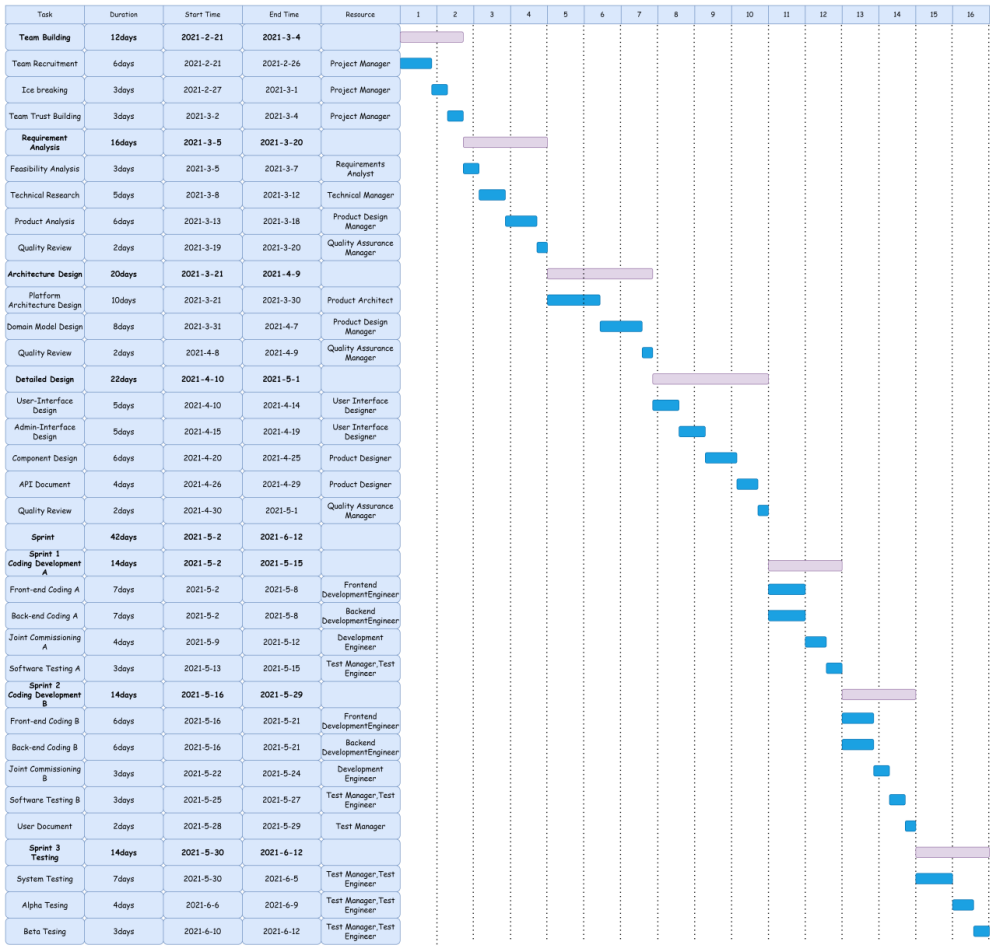 Task Duration Start Time End Time Resource 1 2 3 4 5 6 7 8 9 10 11 12 13 14 15 16
Team Building 12days 2021-2-21 2021-3-4
Team Recruitment 6days 2021-2-21 2021-2-26 Project Manager
Ice breaking 3days 2021-2-27 2021-3-1 Project Manager
Team Trust Building 3days 2021-3-2 2021-3-4 Project Manager
Requirement
Analysis 16days 2021-3-5 2021-3-20
Feasibility Analysis 3days 2021-3-5 2021-3-7 Requirements
Analyst
Technical Research 5days 2021-3-8 2021-3-12 Technical Manager
Product Analysis 6days 2021-3-13 2021-3-18 Product Design
Manager
Quality Review 2days 2021-3-19 2021-3-20 Quality Assurance
Manager
Architecture Design 20days 2021-3-21 2021-4-9
Platform
Architecture Design 10days 2021-3-21 2021-3-30 Product Architect
Domain Model Design 8days 2021-3-31 2021-4-7 Product Design
Manager
Quality Review 2days 2021-4-8 2021-4-9 Quality Assurance
Manager
Detailed Design 22days 2021-4-10 2021-5-1
User-Interface
Design 5days 2021-4-10 2021-4-14 User Interface
Designer
Admin-Interface
Design 5days 2021-4-15 2021-4-19 User Interface
Designer
Component Design 6days 2021-4-20 2021-4-25 Product Designer
API Document 4days 2021-4-26 2021-4-29 Product Designer
Quality Review 2days 2021-4-30 2021-5-1 Quality Assurance
Manager
Sprint 42days 2021-5-2 2021-6-12
Sprint 1
Coding Development
A 14days 2021-5-2 2021-5-15
Front-end Coding A 7days 2021-5-2 2021-5-8 Frontend
DevelopmentEngineer
Back-end Coding A 7days 2021-5-2 2021-5-8 Backend
DevelopmentEngineer
Joint Commissioning
A 4days 2021-5-9 2021-5-12 Development
Engineer
Software Testing A 3days 2021-5-13 2021-5-15 Test Manager,Test
Engineer
Sprint 2
Coding Development
B 14days 2021-5-16 2021-5-29
Front-end Coding B 6days 2021-5-16 2021-5-21 Frontend
DevelopmentEngineer
Back-end Coding B 6days 2021-5-16 2021-5-21 Backend
DevelopmentEngineer
Joint Commissioning
B 3days 2021-5-22 2021-5-24 Development
Engineer
Software Testing B 3days 2021-5-25 2021-5-27 Test Manager,Test
Engineer
User Document 2days 2021-5-28 2021-5-29 Test Manager
Sprint 3
Testing 14days 2021-5-30 2021-6-12
System Testing 7days 2021-5-30 2021-6-5 Test Manager,Test
Engineer
Alpha Tesing 4days 2021-6-6 2021-6-9 Test Manager,Test
Engineer
Beta Tesing 3days 2021-6-10 2021-6-12 Test Manager,Test
Engineer